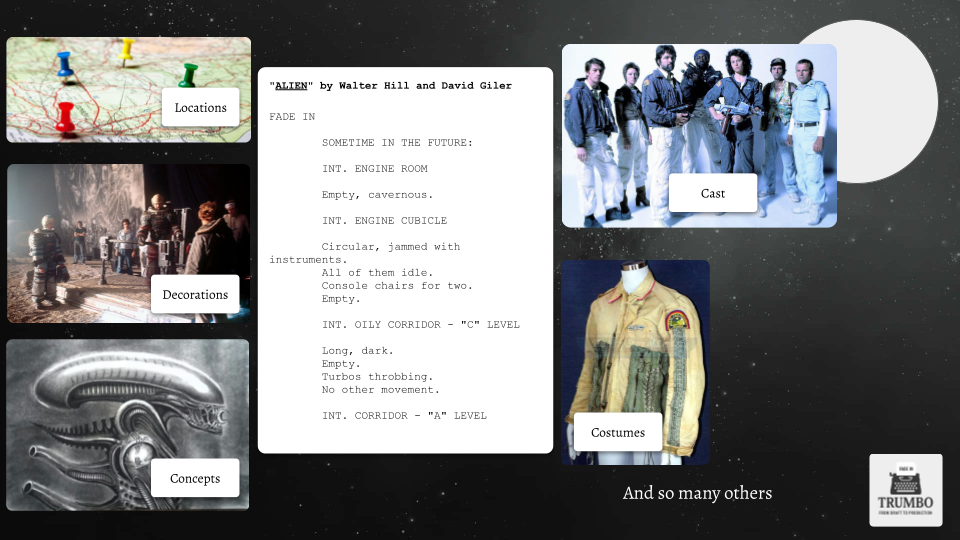 Locations
Decorations
Concepts
"ALIEN" by Walter Hill and David Giler
FADE IN
SOMETIME IN THE FUTURE:
INT. ENGINE ROOM
Empty, cavernous.
INT. ENGINE CUBICLE
Circular, jammed with
instruments.
All of them idle.
Console chairs for two.
Empty.
INT. OILY CORRIDOR - "C" LEVEL
Long, dark.
Empty.
Turbos throbbing.
No other movement.
INT. CORRIDOR - "A" LEVEL
Cast
Costumes
And so many others
FADE IN
TRUMBO
FROM DRAFT TO PRODUCTION